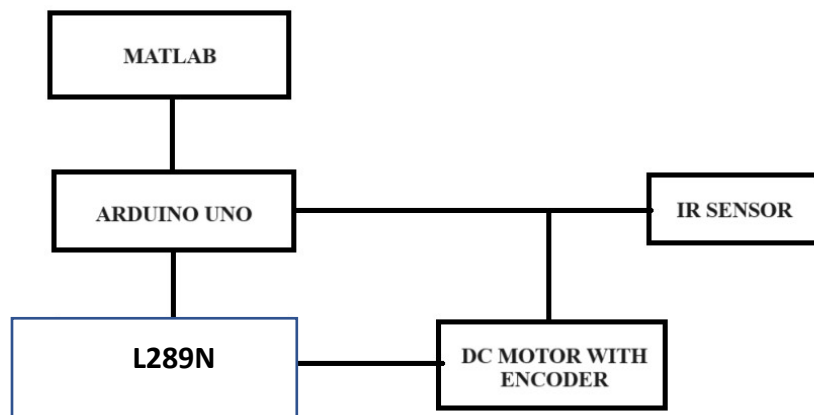 MATLAB
ARDUINO UNO
IR SENSOR
L289N
DC MOTOR WITH
ENCODER